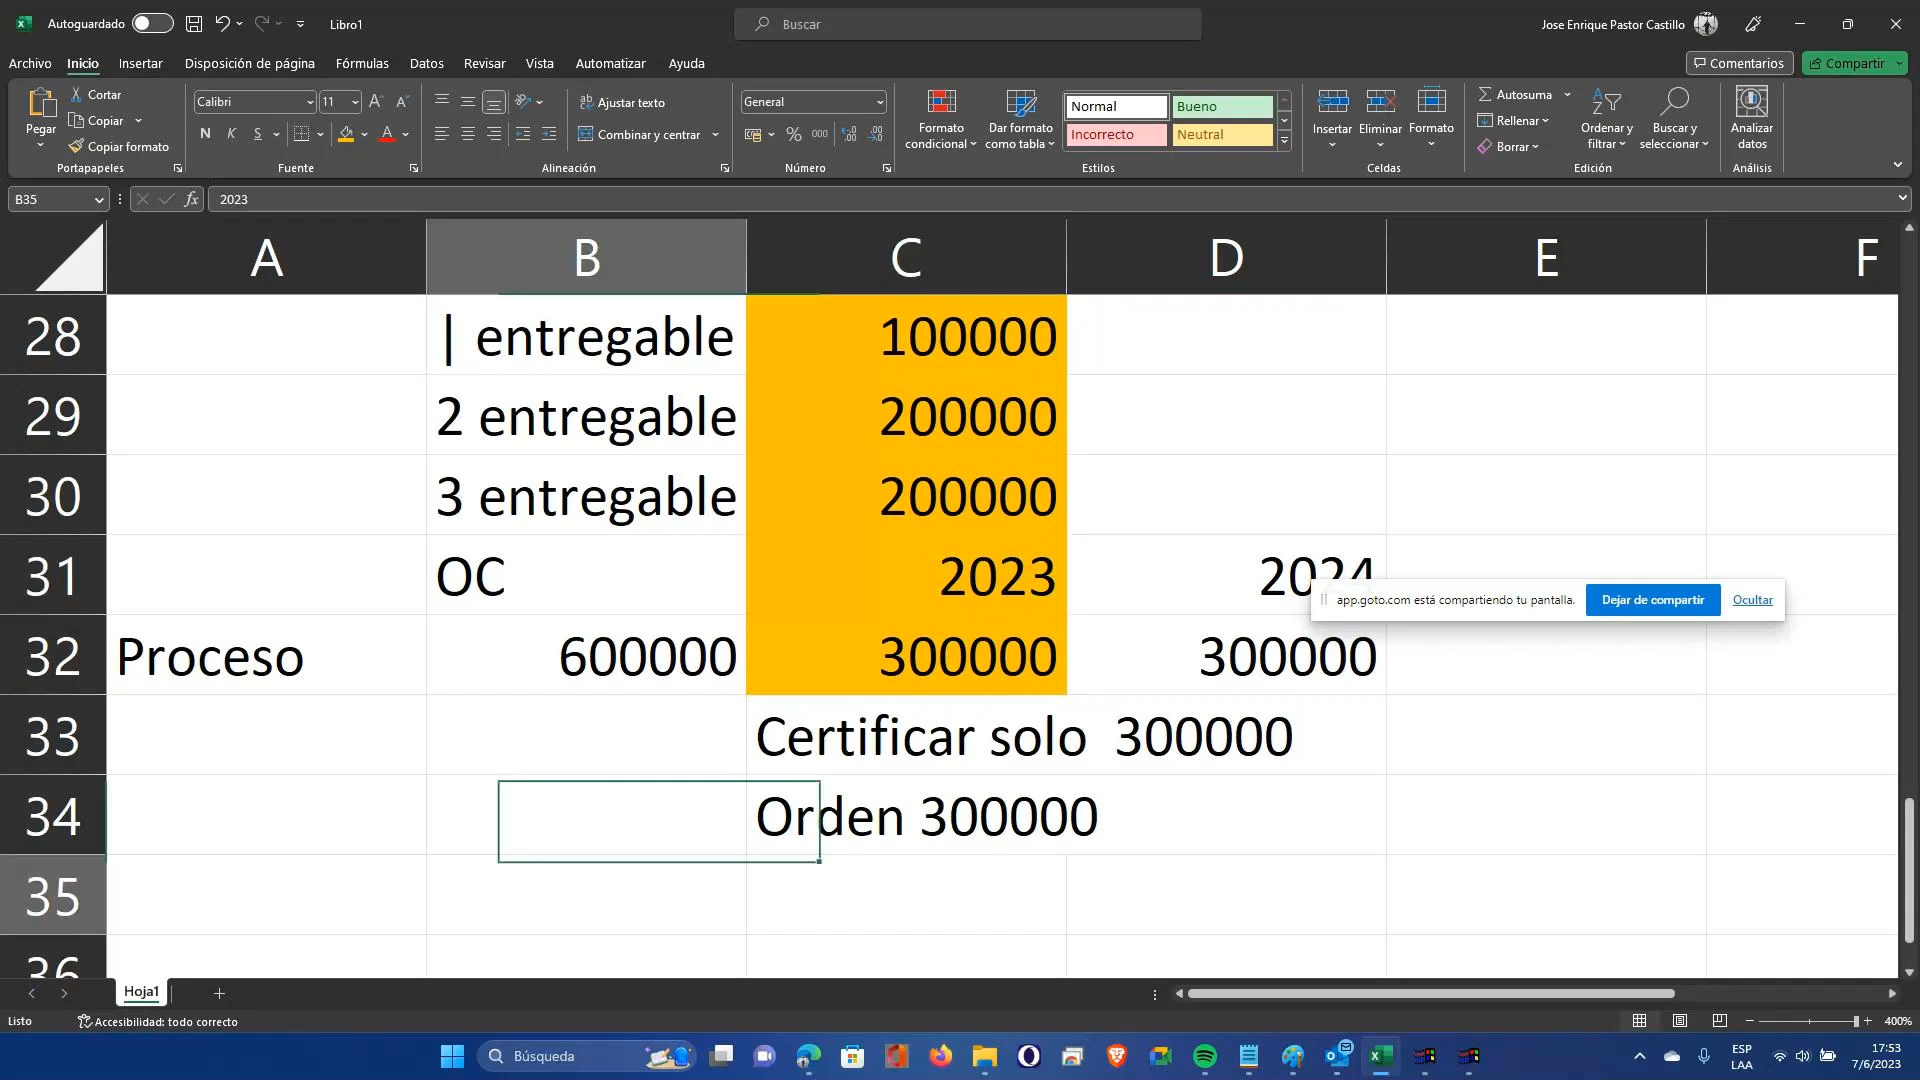 Autoguardado
Libro1
Buscar
Jose Enrique Pastor Castillo
Archivo
Inicio
Insertar
Disposición de página
Fórmulas
Datos
Revisar
Vista
Automatizar
Ayuda
Comentarios
Compartir
Pegar
Cortar
Copiar
Copiar formato
Portapapeles
Calibri
11
N K S
Fuente
Ajustar texto
Combinar y centrar
Alineación
General
% 000
Número
Formato condicional
Dar formato como tabla
Normal
Bueno
Incorrecto
Neutral
Estilos
Insertar
Eliminar
Formato
Celdas
Autosuma
Rellenar
Borrar
Ordenar y filtrar
Buscar y seleccionar
Edición
Analizar datos
Análisis
B35
fx
2023
A B C D E F
28 | entregable 100000
29 2 entregable 200000
30 3 entregable 200000
31 OC 2023 2024
app.goto.com está compartiendo tu pantalla.
Dejar de compartir
Ocultar
32 Proceso 600000 300000 300000
33 Certificar solo 300000
34 Orden 300000
35
36
Hoja1
Listo
Accesibilidad: todo correcto
400%
Búsqueda
ESP
LAA
17:53
7/6/2023